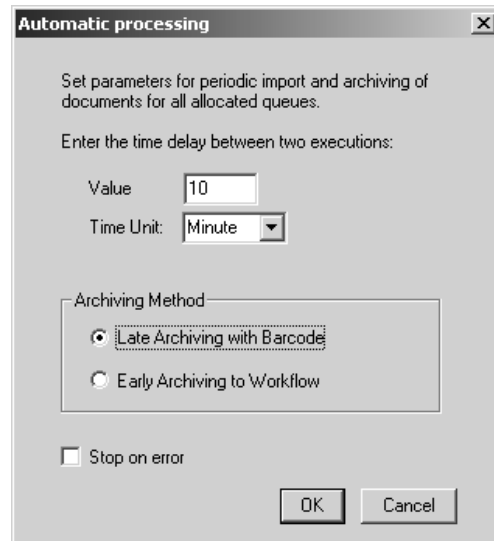 Automatic processing
Set parameters for periodic import and archiving of
documents for all allocated queues.
Enter the time delay between two executions:
Value 10
Time Unit: Minute
Archiving Method
Late Archiving with Barcode
Early Archiving to Workflow
Stop on error
OK Cancel